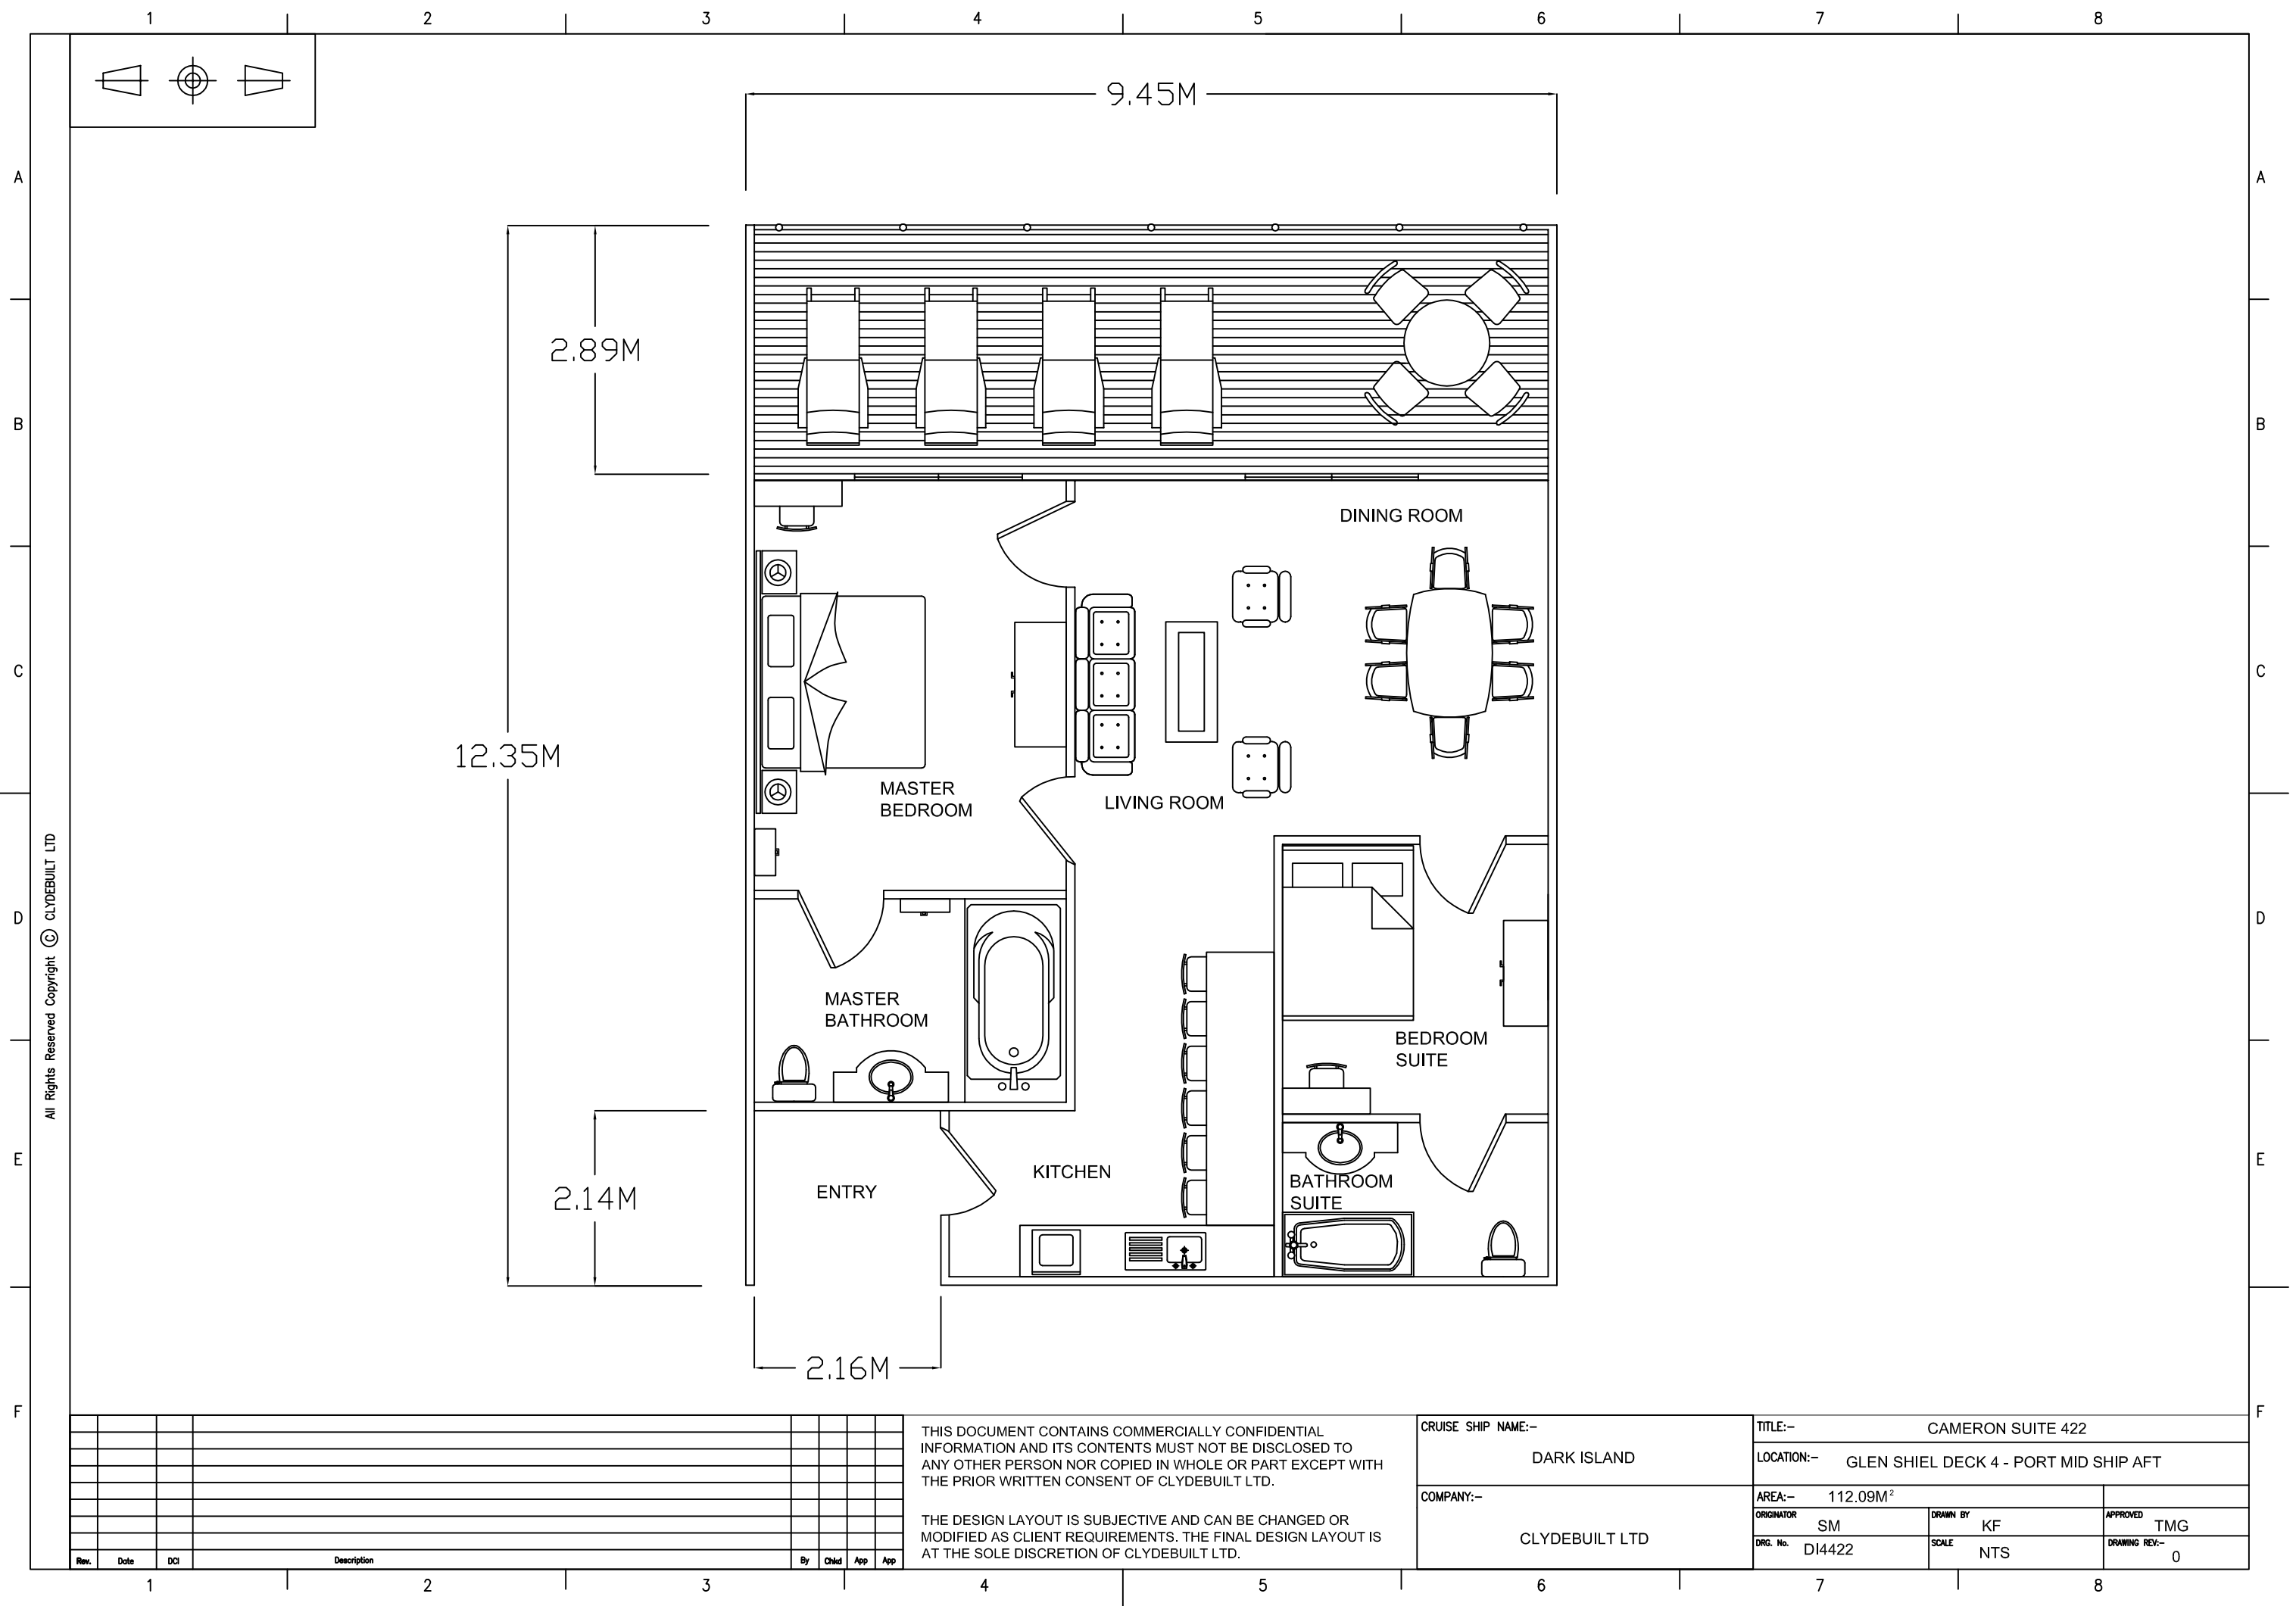 1 2 3 4 5 6 7 8
9.45M
A A
2.89M
B B
DINING ROOM
C C
12.35M
MASTER
BEDROOM
LIVING ROOM
All Rights Reserved Copyright © CLYDEBUILT LTD
D D
MASTER
BATHROOM
BEDROOM
SUITE
E E
KITCHEN
ENTRY
BATHROOM
SUITE
2.14M
2.16M
F F
Rev. Date DCI Description By Chkd App App
THIS DOCUMENT CONTAINS COMMERCIALLY CONFIDENTIAL
INFORMATION AND ITS CONTENTS MUST NOT BE DISCLOSED TO
ANY OTHER PERSON NOR COPIED IN WHOLE OR PART EXCEPT WITH
THE PRIOR WRITTEN CONSENT OF CLYDEBUILT LTD.
THE DESIGN LAYOUT IS SUBJECTIVE AND CAN BE CHANGED OR
MODIFIED AS CLIENT REQUIREMENTS. THE FINAL DESIGN LAYOUT IS
AT THE SOLE DISCRETION OF CLYDEBUILT LTD.
CRUISE SHIP NAME:-
DARK ISLAND
COMPANY:-
CLYDEBUILT LTD
TITLE:- CAMERON SUITE 422
LOCATION:- GLEN SHIEL DECK 4 - PORT MID SHIP AFT
AREA:- 112.09M²
ORIGINATOR SM
DRAWN BY KF
APPROVED TMG
DRG. No. DI4422
SCALE NTS
DRAWING REV:- 0
1 2 3 4 5 6 7 8